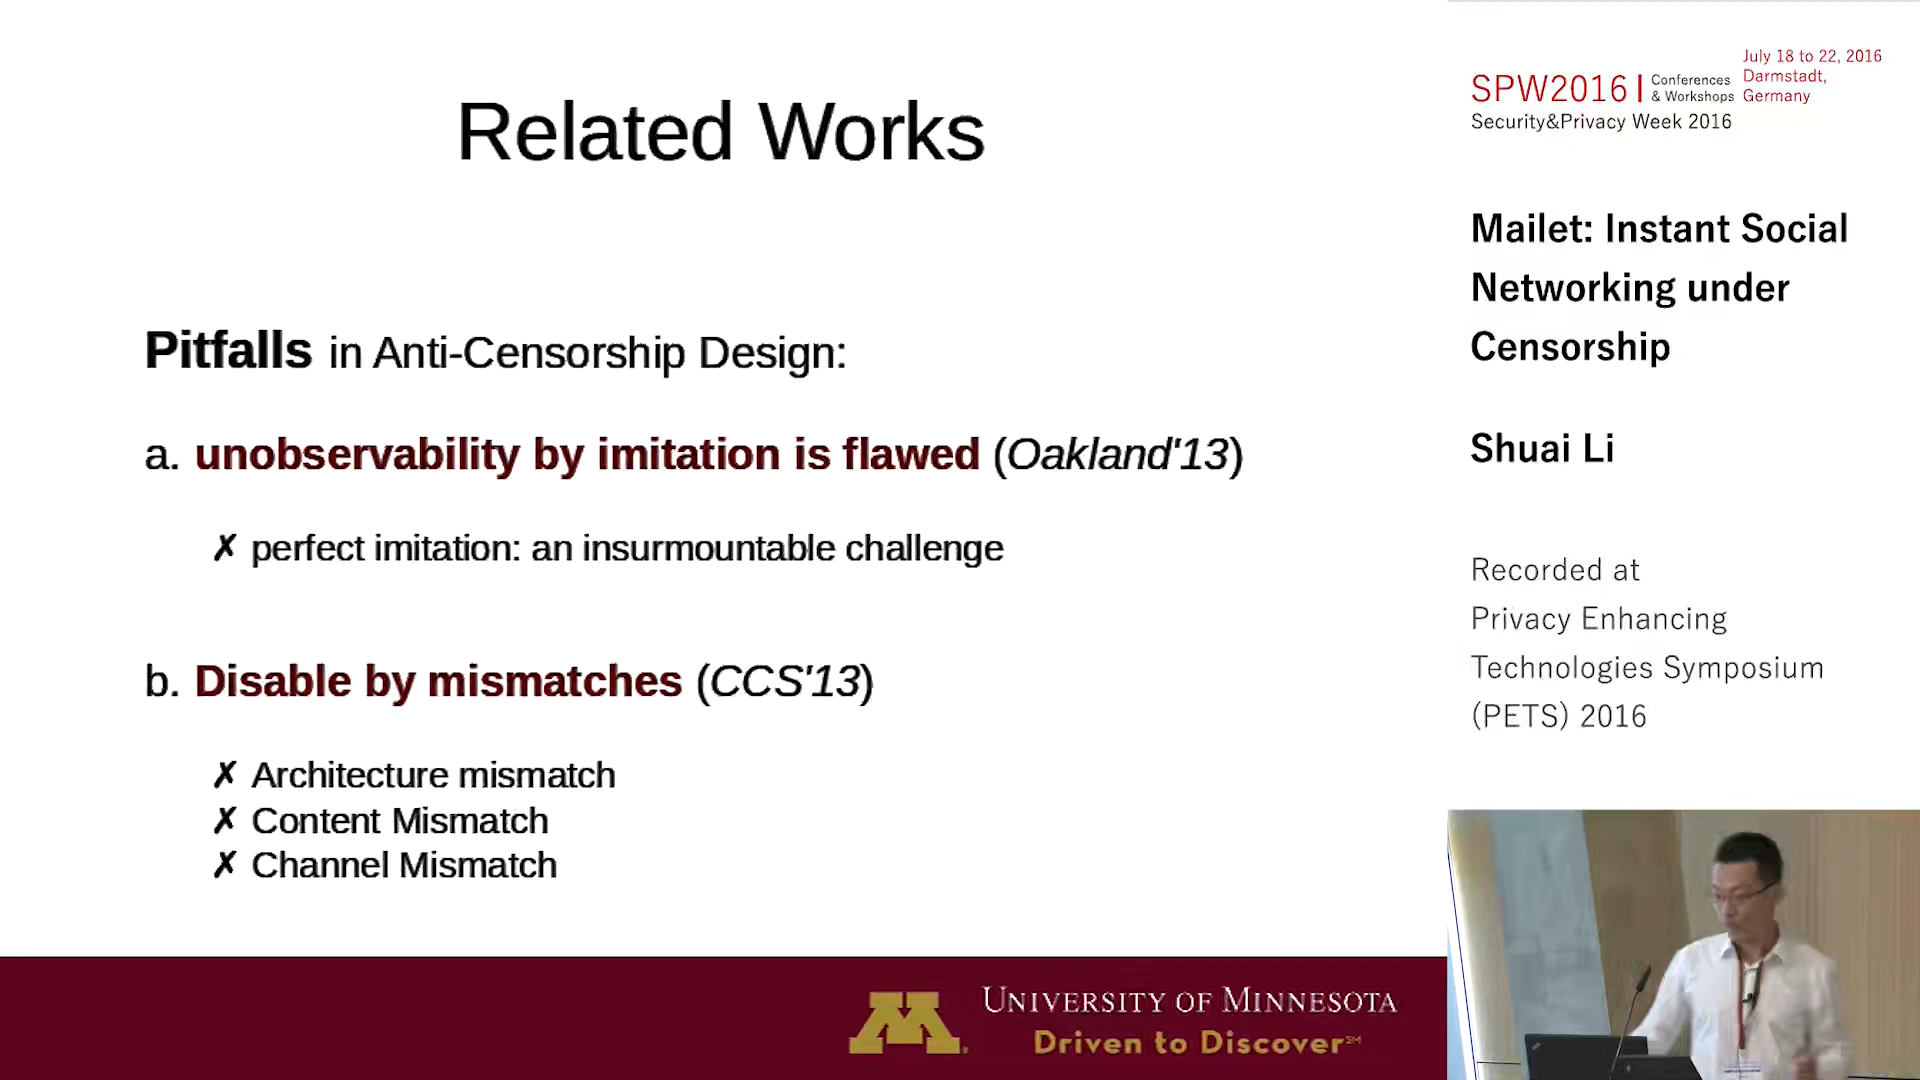 Related Works
Pitfalls in Anti-Censorship Design:
a. unobservability by imitation is flawed (Oakland'13)
✗ perfect imitation: an insurmountable challenge
b. Disable by mismatches (CCS'13)
✗ Architecture mismatch
✗ Content Mismatch
✗ Channel Mismatch
UNIVERSITY OF MINNESOTA
Driven to Discover℠
SPW2016 | Conferences & Workshops
Security&Privacy Week 2016
July 18 to 22, 2016
Darmstadt,
Germany
Mailet: Instant Social
Networking under
Censorship
Shuai Li
Recorded at
Privacy Enhancing
Technologies Symposium
(PETS) 2016